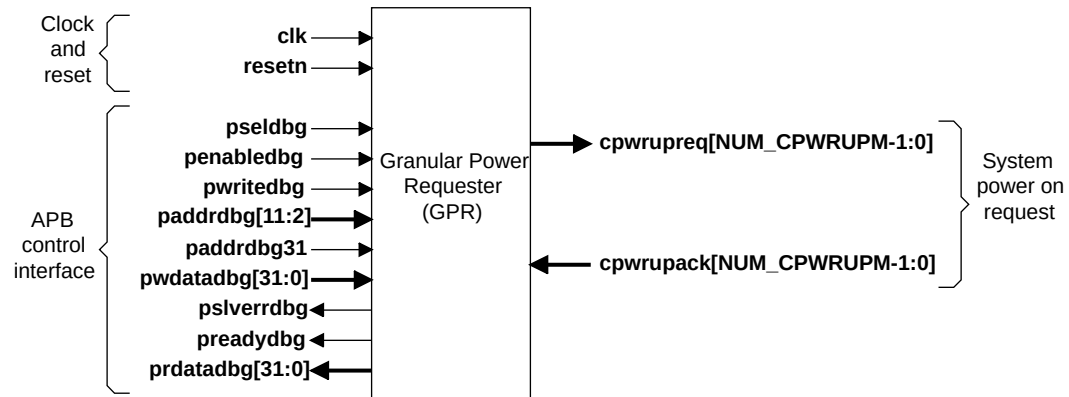 Clock
and
reset
clk
resetn
APB
control
interface
pseldbg
penabledbg
pwritedbg
paddrdbg[11:2]
paddrdbg31
pwdatadbg[31:0]
pslverrdbg
preadydbg
prdatadbg[31:0]
Granular Power
Requester
(GPR)
cpwrupreq[NUM_CPWRUPM-1:0]
cpwrupack[NUM_CPWRUPM-1:0]
System
power on
request